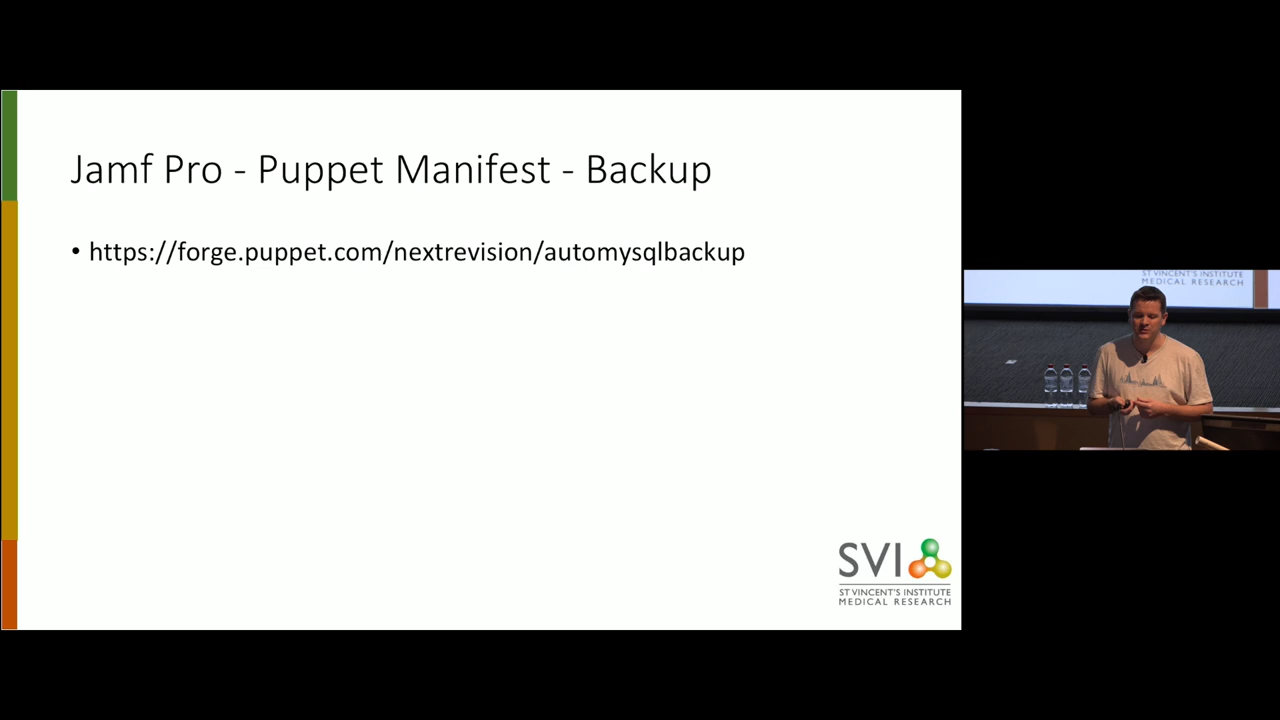 Jamf Pro - Puppet Manifest - Backup
• https://forge.puppet.com/nextrevision/automysqlbackup
SVI
ST VINCENT'S INSTITUTE
MEDICAL RESEARCH
ST VINCENT'S INSTITUTE
MEDICAL RESEARCH